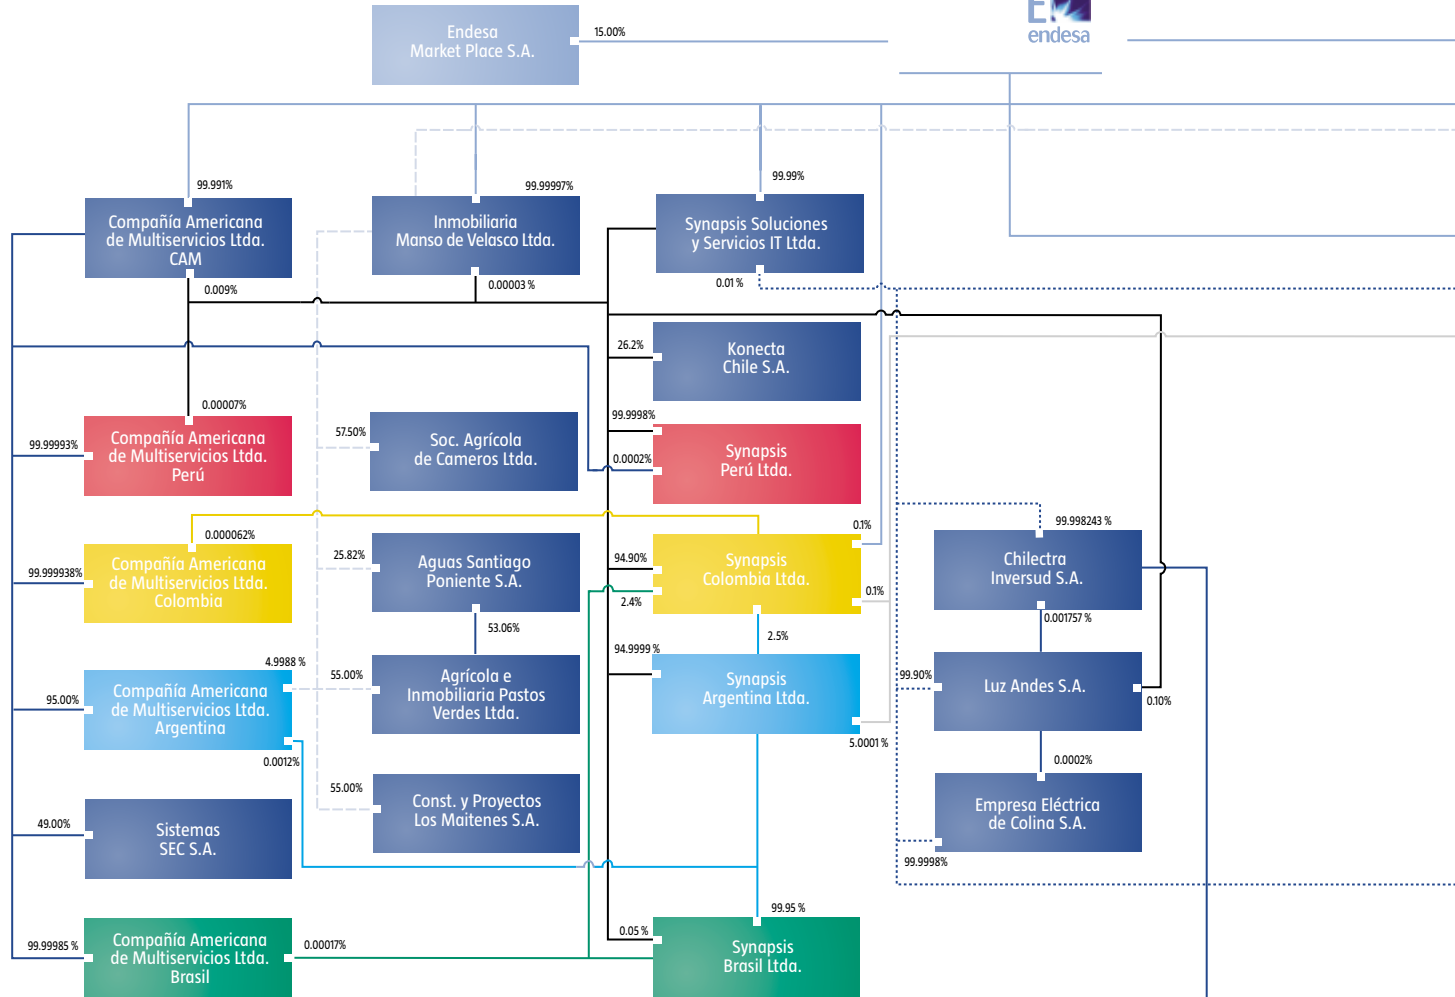 Endesa
Market Place S.A.
15.00%
endesa
99.991%
99.99997%
99.99%
Compañía Americana
de Multiservicios Ltda.
CAM
Inmobiliaria
Manso de Velasco Ltda.
Synapsis Soluciones
y Servicios IT Ltda.
0.009%
0.00003 %
0.01 %
26.2%
Konecta
Chile S.A.
0.00007%
99.99993%
Compañía Americana
de Multiservicios Ltda.
Perú
57.50%
Soc. Agrícola
de Cameros Ltda.
99.9998%
0.0002%
Synapsis
Perú Ltda.
0.000062%
99.999938%
Compañía Americana
de Multiservicios Ltda.
Colombia
25.82%
Aguas Santiago
Poniente S.A.
94.90%
2.4%
Synapsis
Colombia Ltda.
0.1%
0.1%
99.998243 %
Chilectra
Inversud S.A.
0.001757 %
53.06%
2.5%
4.9988 %
95.00%
Compañía Americana
de Multiservicios Ltda.
Argentina
0.0012%
55.00%
Agrícola e
Inmobiliaria Pastos
Verdes Ltda.
94.9999 %
Synapsis
Argentina Ltda.
5.0001 %
99.90%
Luz Andes S.A.
0.10%
0.0002%
49.00%
Sistemas
SEC S.A.
55.00%
Const. y Proyectos
Los Maitenes S.A.
Empresa Eléctrica
de Colina S.A.
99.9998%
99.99985 %
Compañía Americana
de Multiservicios Ltda.
Brasil
0.00017%
99.95 %
0.05 %
Synapsis
Brasil Ltda.